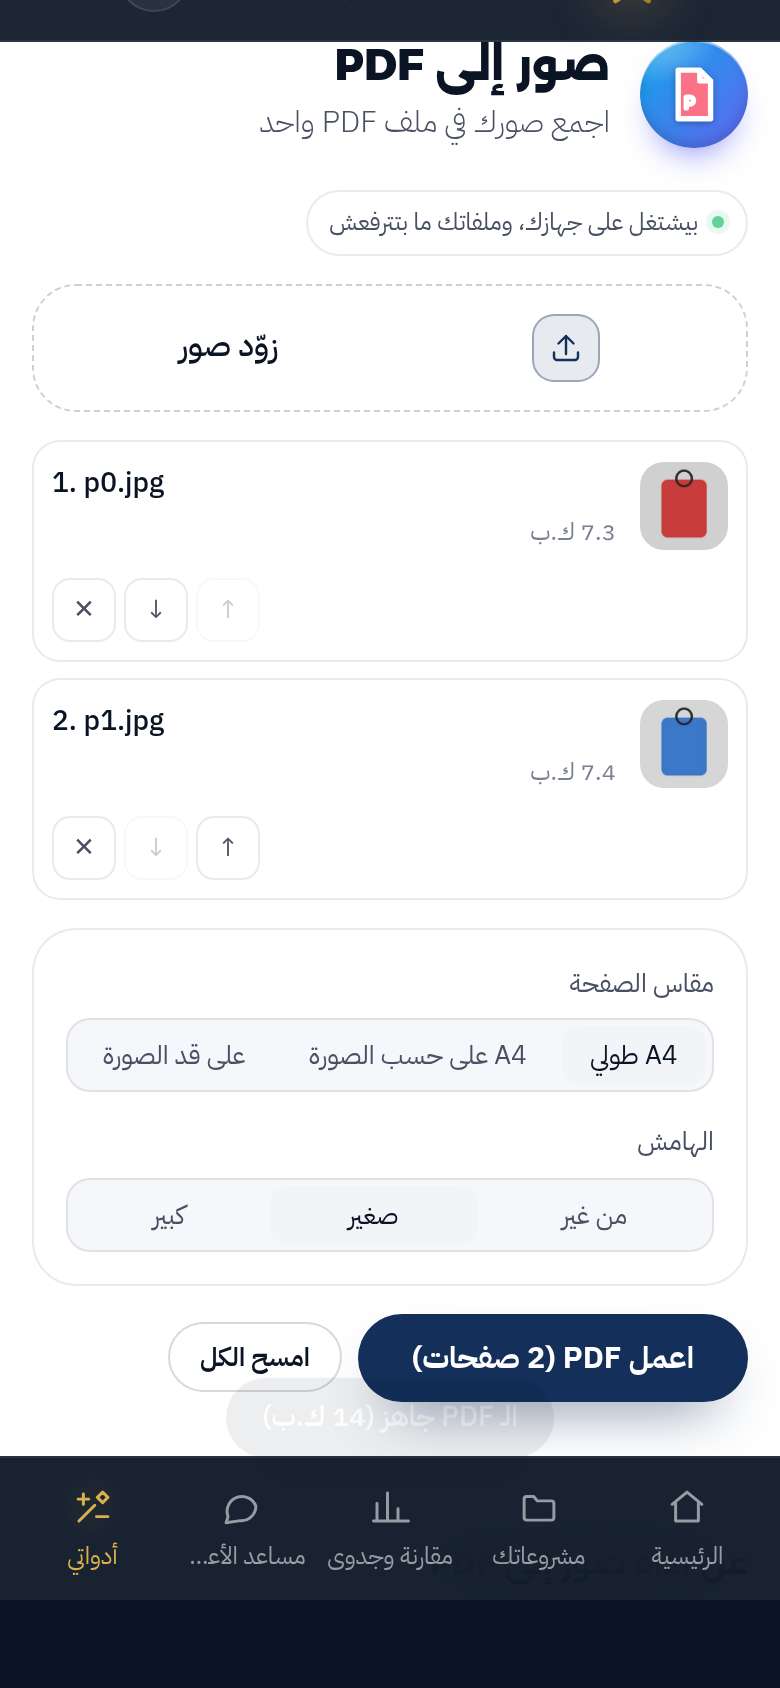 صور إلى PDF
اجمع صورك في ملف PDF واحد
بيشتغل على جهازك، وملفاتك ما بتترفعش
زوّد صور
1. p0.jpg
7.3 ك.ب
✕ ↓ ↑
2. p1.jpg
7.4 ك.ب
✕ ↓ ↑
مقاس الصفحة
A4 طولي
A4 على حسب الصورة
على قد الصورة
الهامش
من غير
صغير
كبير
اعمل PDF (2 صفحات)
امسح الكل
الـ PDF جاهز (14 ك.ب)
الرئيسية
مشروعاتك
مقارنة وجدوى
مساعد الأعـ...
أدواتي